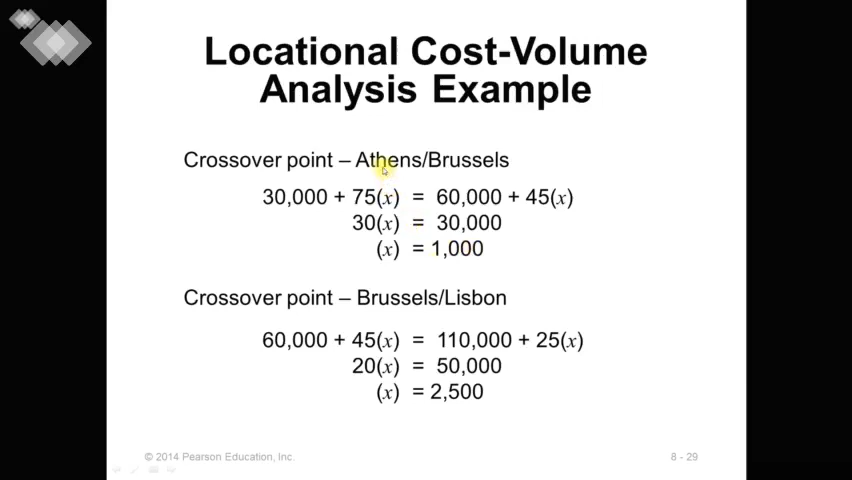 Locational Cost-Volume
Analysis Example
Crossover point – Athens/Brussels
30,000 + 75(x) = 60,000 + 45(x)
30(x) = 30,000
(x) = 1,000
Crossover point – Brussels/Lisbon
60,000 + 45(x) = 110,000 + 25(x)
20(x) = 50,000
(x) = 2,500
© 2014 Pearson Education, Inc. 8 - 29